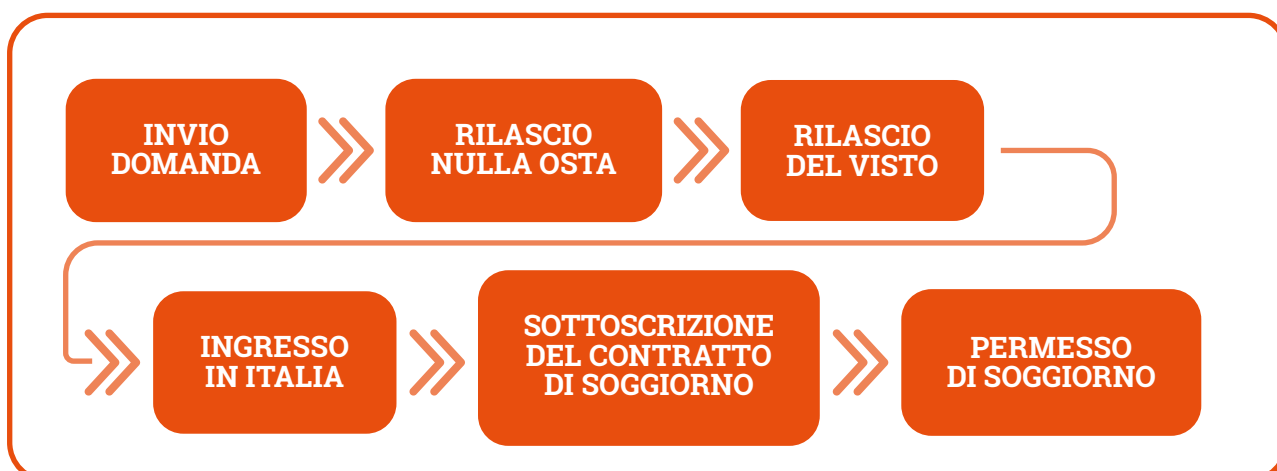 INVIO
DOMANDA
RILASCIO
NULLA OSTA
RILASCIO
DEL VISTO
INGRESSO
IN ITALIA
SOTTOSCRIZIONE
DEL CONTRATTO
DI SOGGIORNO
PERMESSO
DI SOGGIORNO